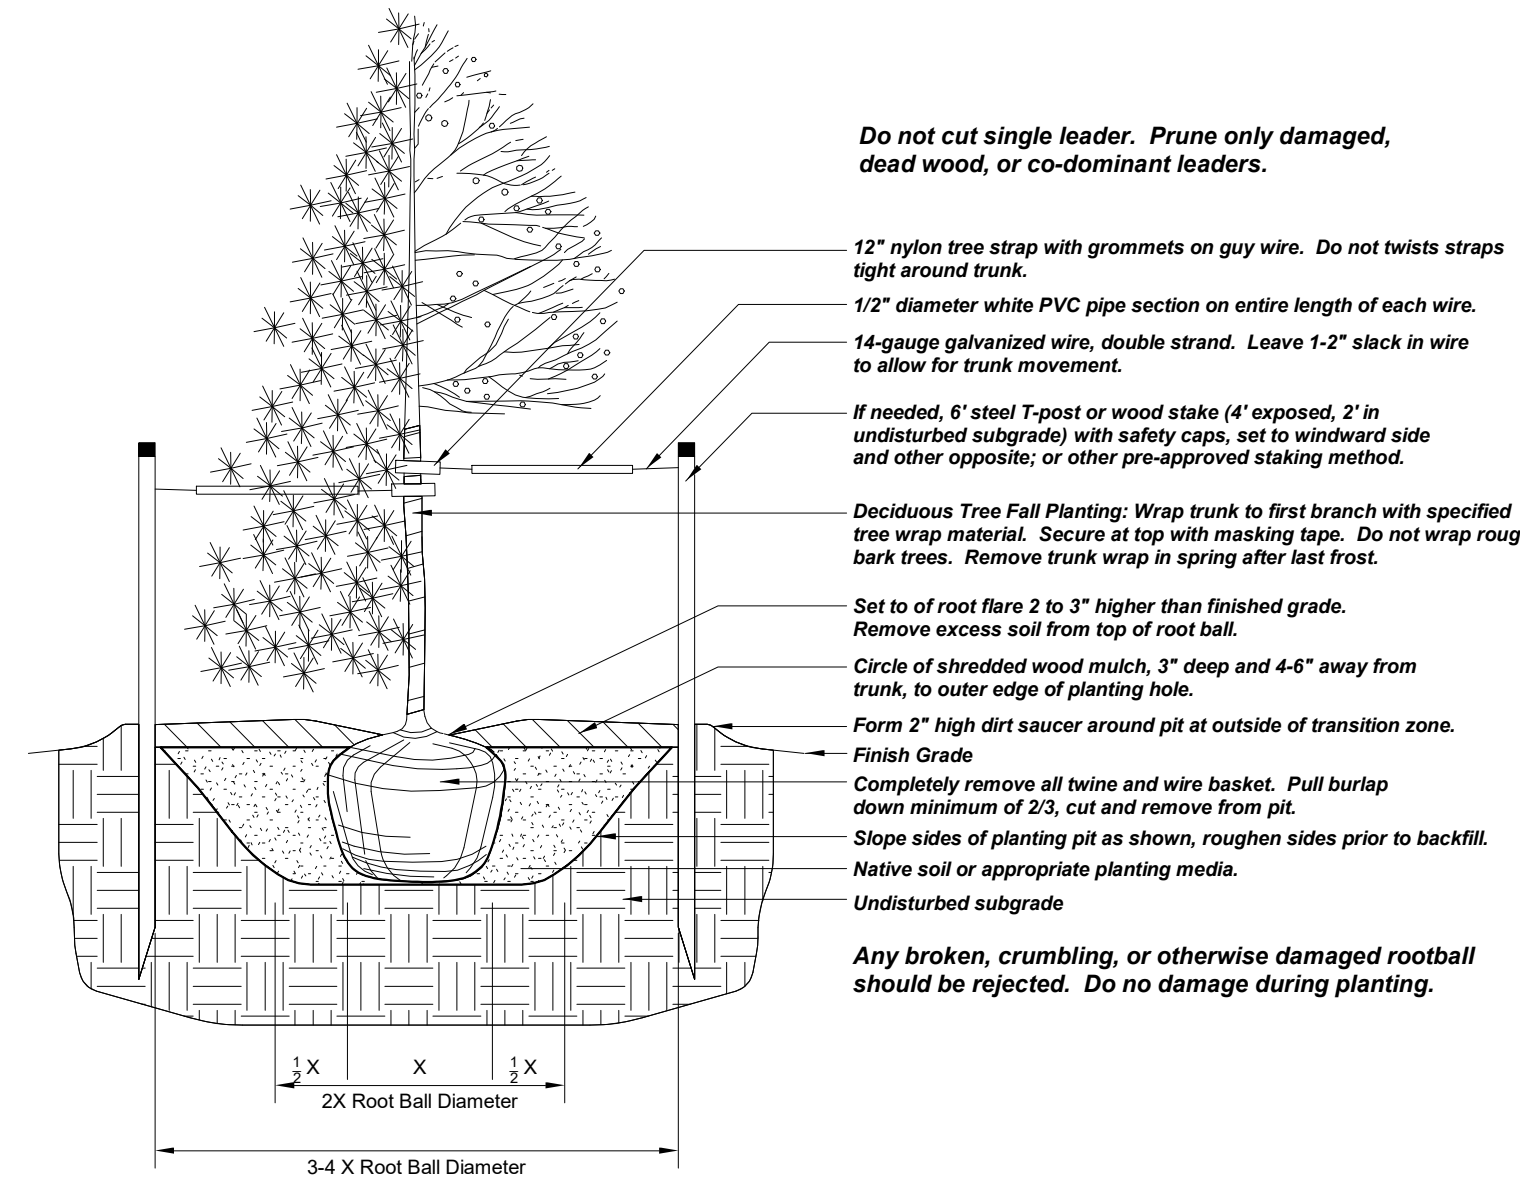 Do not cut single leader.  Prune only damaged,
dead wood, or co-dominant leaders.
12" nylon tree strap with grommets on guy wire.  Do not twists straps
tight around trunk.
1/2" diameter white PVC pipe section on entire length of each wire.
14-gauge galvanized wire, double strand.  Leave 1-2" slack in wire
to allow for trunk movement.
If needed, 6' steel T-post or wood stake (4' exposed, 2' in
undisturbed subgrade) with safety caps, set to windward side
and other opposite; or other pre-approved staking method.
Deciduous Tree Fall Planting: Wrap trunk to first branch with specified
tree wrap material.  Secure at top with masking tape.  Do not wrap roug
bark trees.  Remove trunk wrap in spring after last frost.
Set to of root flare 2 to 3" higher than finished grade.
Remove excess soil from top of root ball.
Circle of shredded wood mulch, 3" deep and 4-6" away from
trunk, to outer edge of planting hole.
Form 2" high dirt saucer around pit at outside of transition zone.
Finish Grade
Completely remove all twine and wire basket.  Pull burlap
down minimum of 2/3, cut and remove from pit.
Slope sides of planting pit as shown, roughen sides prior to backfill.
Native soil or appropriate planting media.
Undisturbed subgrade
Any broken, crumbling, or otherwise damaged rootball
should be rejected.  Do no damage during planting.
1/2 X X 1/2 X
2X Root Ball Diameter
3-4 X Root Ball Diameter